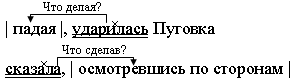 Что делая?
| падая |, ударилась Пуговка
Что сделав?
сказала, | осмотревшись по сторонам |